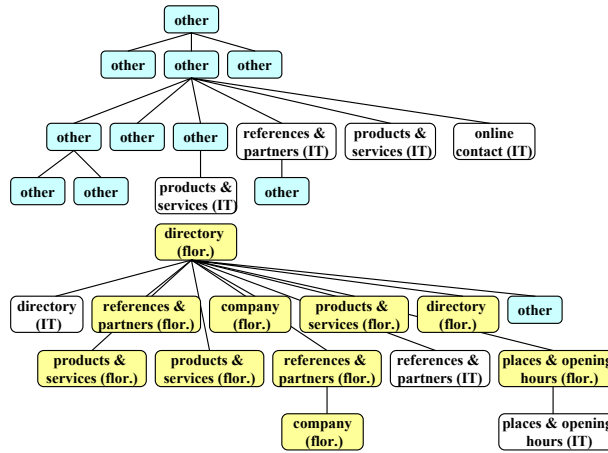 other
other
other
other
other
other
other
references &
partners (IT)
products &
services (IT)
online
contact (IT)
other
other
products &
services (IT)
other
directory
(flor.)
directory
(IT)
references &
partners (flor.)
company
(flor.)
products &
services (flor.)
directory
(flor.)
other
products &
services (flor.)
products &
services (flor.)
references &
partners (flor.)
references &
partners (IT)
places & opening
hours (flor.)
company
(flor.)
places & opening
hours (IT)